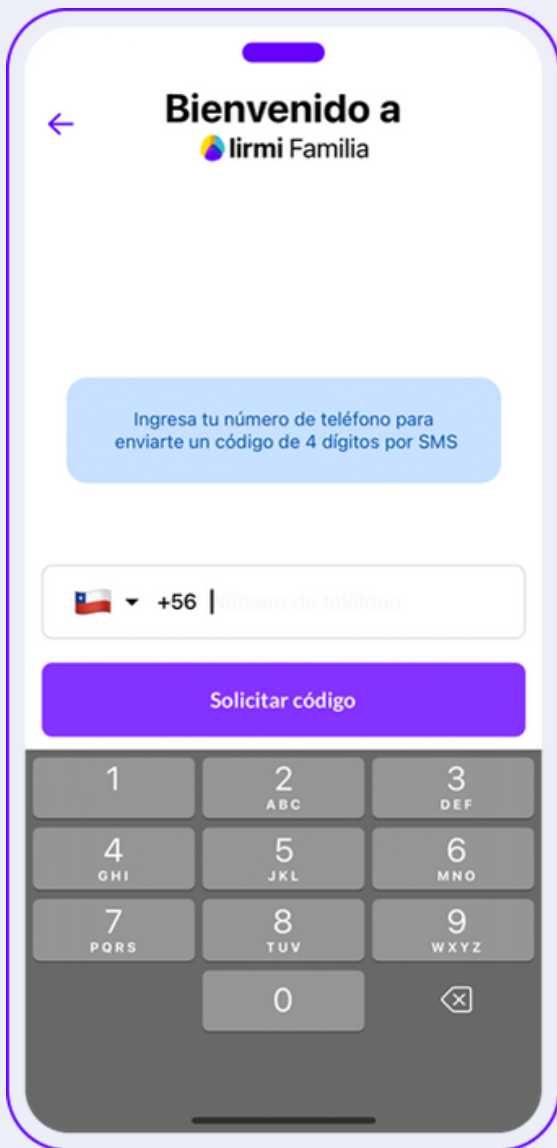 Bienvenido a
lirmi Familia
Ingresa tu número de teléfono para
enviarte un código de 4 dígitos por SMS
+56 Número de teléfono
Solicitar código
1 2 3
ABC DEF
4 5 6
GHI JKL MNO
7 8 9
PQRS TUV WXYZ
0